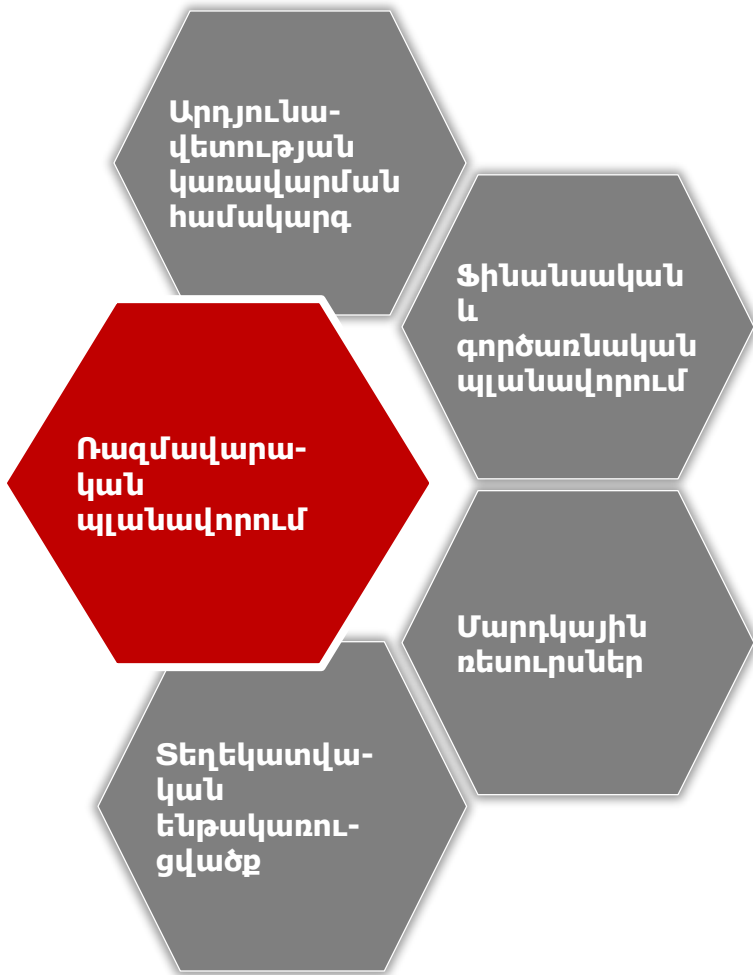 Արդյունա-
վետության
կառավարման
համակարգ
Ֆինանսական
և
գործառնական
պլանավորում
Ռազմավարա-
կան
պլանավորում
Մարդկային
ռեսուրսներ
Տեղեկատվա-
կան
ենթակառու-
ցվածք